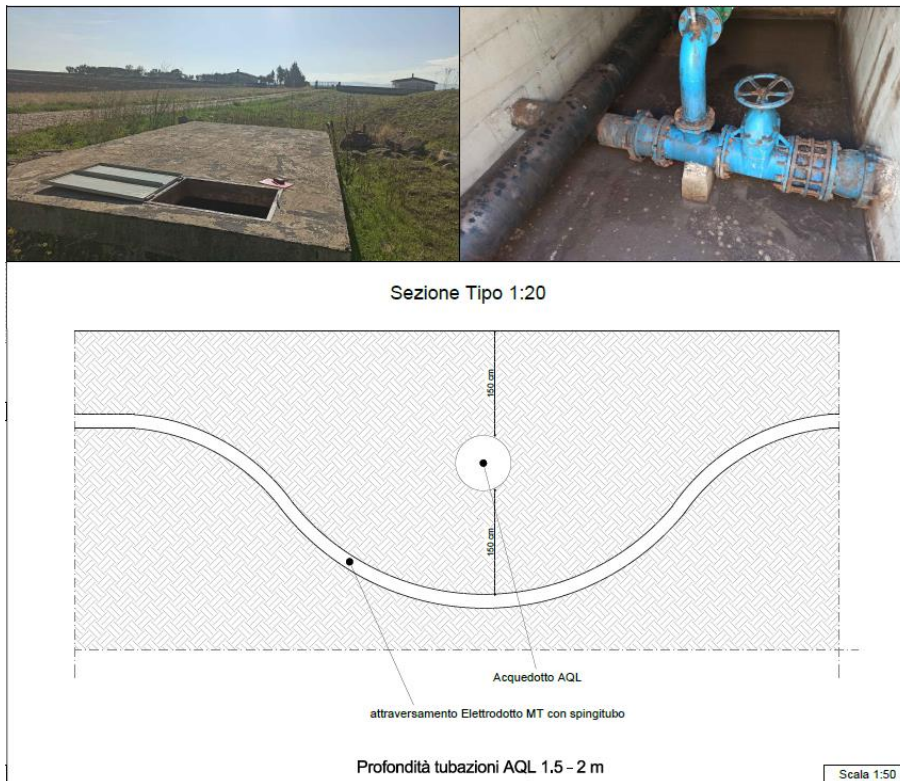 Sezione Tipo 1:20
150 cm
150 cm
Acquedotto AQL
attraversamento Elettrodotto MT con spingitubo
Profondità tubazioni AQL 1.5 - 2 m
Scala 1:50